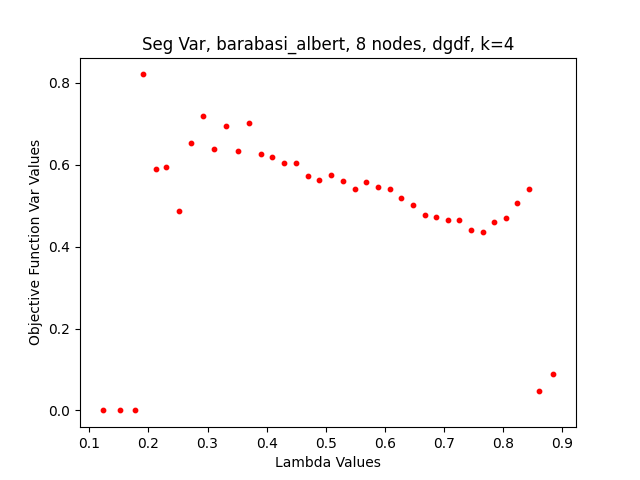 Seg Var, barabasi_albert, 8 nodes, dgdf, k=4
Objective Function Var Values
0.8
0.6
0.4
0.2
0.0
0.1 0.2 0.3 0.4 0.5 0.6 0.7 0.8 0.9
Lambda Values